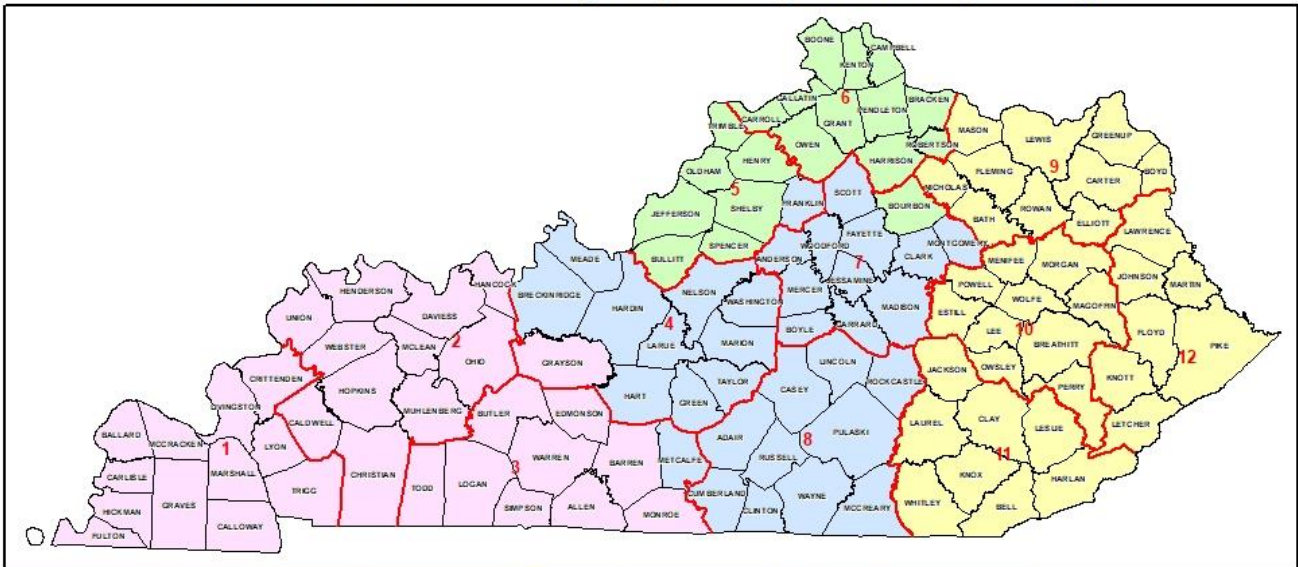 BOONE
CAMPBELL
KENTON
GALLATIN
6
PENDLETON
BRACKEN
CARROLL
GRANT
TRIMBLE
OWEN
ROBERTSON
HARRISON
MASON
LEWIS
GREENUP
9
FLEMING
CARTER
BOYD
NICHOLAS
ROWAN
BATH
ELLIOTT
LAWRENCE
HENRY
OLDHAM
5
SHELBY
JEFFERSON
SPENCER
BULLITT
FRANKLIN
SCOTT
BOURBON
FAYETTE
WOODFORD
MONTGOMERY
CLARK
ANDERSON
7
JESSAMINE
MERCER
MADISON
BOYLE
GARRARD
MENIFEE
MORGAN
JOHNSON
MARTIN
POWELL
WOLFE
MAGOFFIN
ESTILL
LEE
10
BREATHITT
FLOYD
PIKE
12
OWSLEY
PERRY
KNOTT
LETCHER
MEADE
BRECKINRIDGE
HARDIN
NELSON
WASHINGTON
4
LARUE
MARION
GRAYSON
HART
GREEN
TAYLOR
HANCOCK
HENDERSON
DAVIESS
UNION
WEBSTER
MCLEAN
2
OHIO
HOPKINS
MUHLENBERG
CRITTENDEN
LIVINGSTON
CALDWELL
LYON
BUTLER
EDMONSON
LINCOLN
CASEY
ROCKCASTLE
JACKSON
PULASKI
ADAIR
8
RUSSELL
LAUREL
CLAY
LESLIE
11
KNOX
HARLAN
BELL
WHITLEY
MCCREARY
WAYNE
CLINTON
CUMBERLAND
METCALFE
BARREN
WARREN
3
MONROE
ALLEN
SIMPSON
LOGAN
TODD
CHRISTIAN
TRIGG
BALLARD
MCCRACKEN
1
MARSHALL
CARLISLE
GRAVES
HICKMAN
CALLOWAY
FULTON